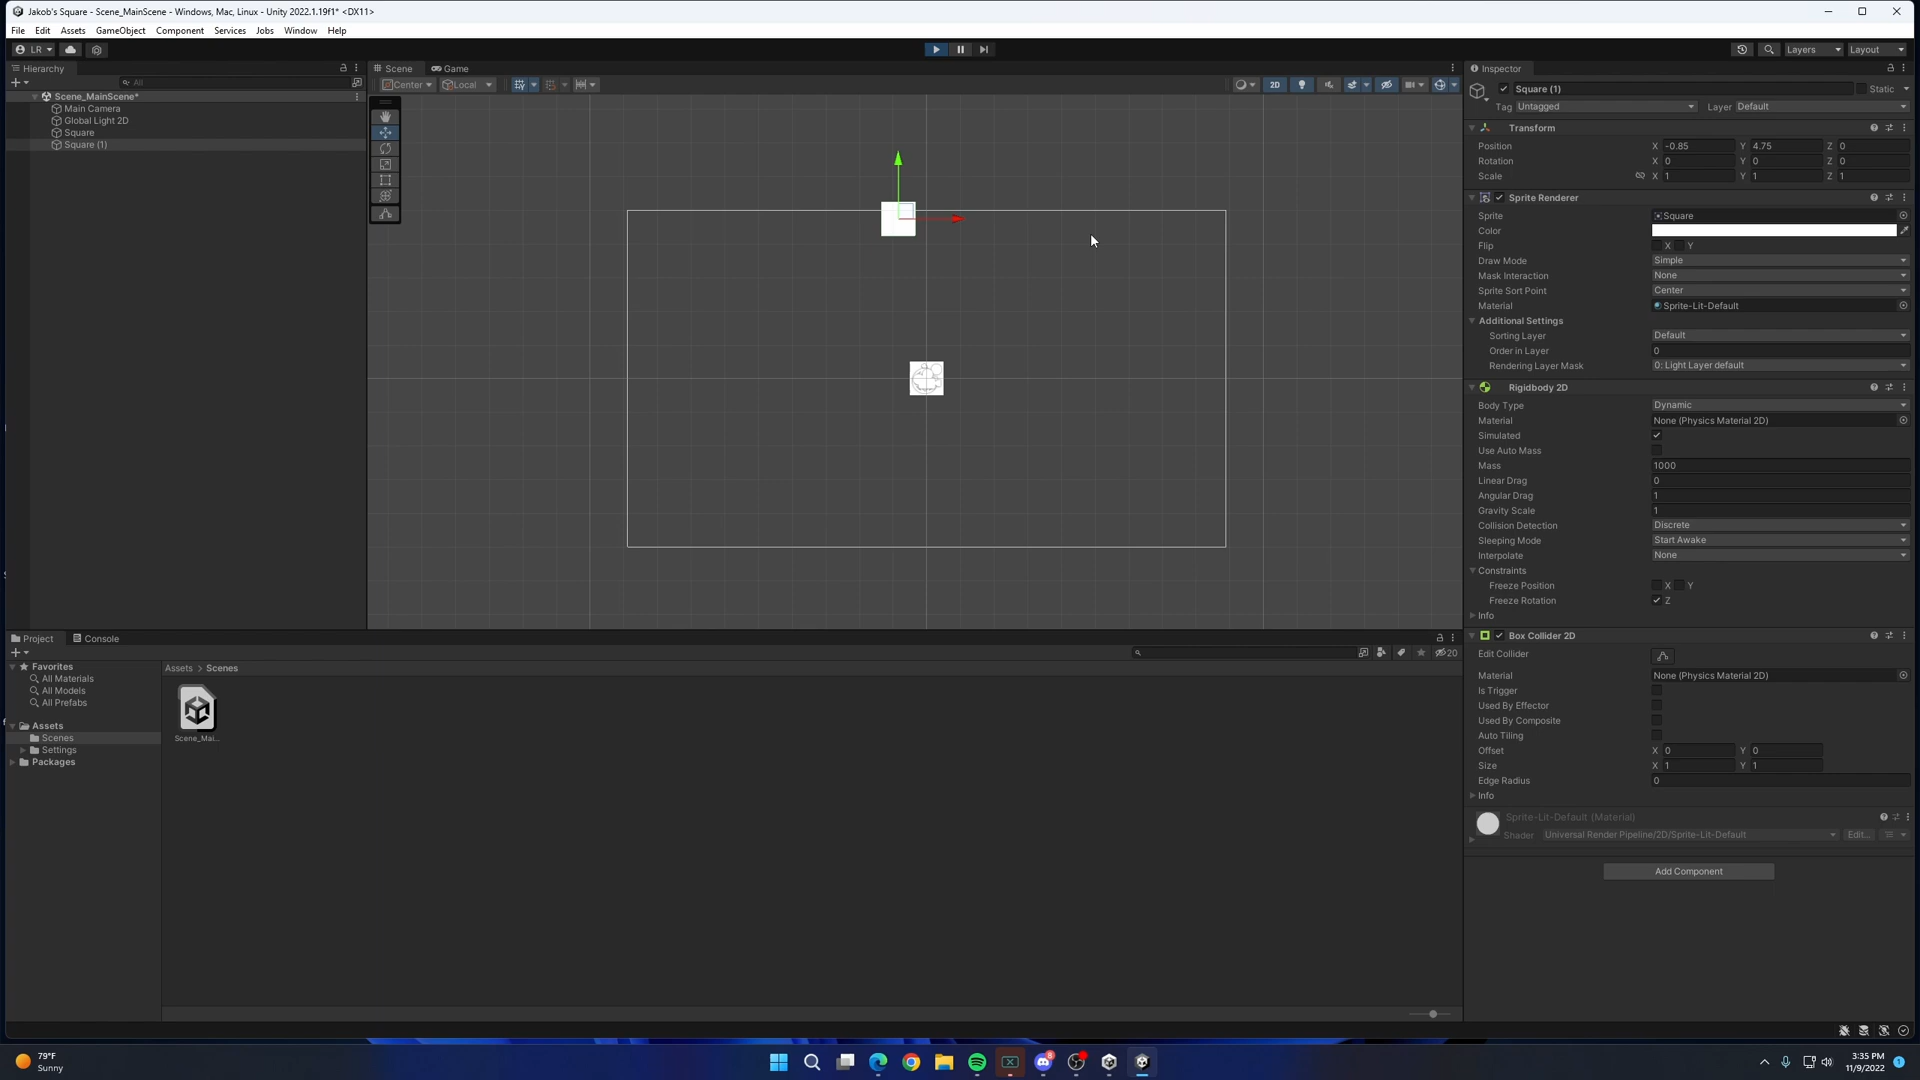 Jakob's Square - Scene_MainScene - Windows, Mac, Linux - Unity 2022.1.19f1* <DX11>
File Edit Assets GameObject Component Services Jobs Window Help
LR
Layers Layout
Hierarchy
All
Scene_MainScene*
Main Camera
Global Light 2D
Square
Square (1)
Scene Game
Center Local
2D
Inspector
Square (1) Static
Tag Untagged Layer Default
Transform
Position X -0.85 Y 4.75 Z 0
Rotation X 0 Y 0 Z 0
Scale X 1 Y 1 Z 1
Sprite Renderer
Sprite Square
Color
Flip X Y
Draw Mode Simple
Mask Interaction None
Sprite Sort Point Center
Material Sprite-Lit-Default
Additional Settings
Sorting Layer Default
Order in Layer 0
Rendering Layer Mask 0: Light Layer default
Rigidbody 2D
Body Type Dynamic
Material None (Physics Material 2D)
Simulated
Use Auto Mass
Mass 1000
Linear Drag 0
Angular Drag 1
Gravity Scale 1
Collision Detection Discrete
Sleeping Mode Start Awake
Interpolate None
Constraints
Freeze Position X Y
Freeze Rotation Z
Info
Box Collider 2D
Edit Collider
Material None (Physics Material 2D)
Is Trigger
Used By Effector
Used By Composite
Auto Tiling
Offset X 0 Y 0
Size X 1 Y 1
Edge Radius 0
Info
Sprite-Lit-Default (Material)
Shader Universal Render Pipeline/2D/Sprite-Lit-Default Edit...
Add Component
Project Console
20
Favorites
All Materials
All Models
All Prefabs
Assets
Scenes
Settings
Packages
Assets > Scenes
Scene_Mai...
79°F
Sunny
8
3:35 PM
11/9/2022
1